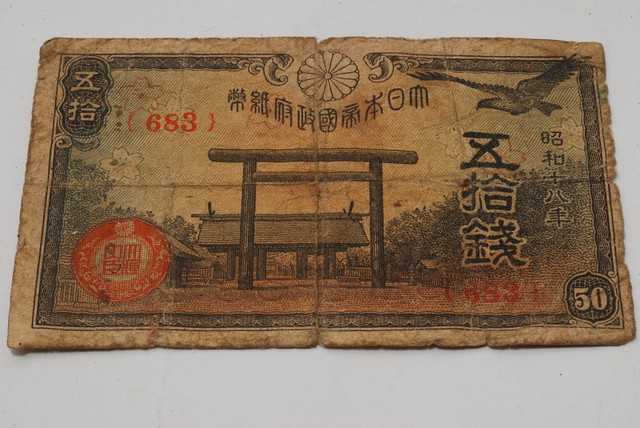 五拾
大日本帝國政府紙幣
{ 683 }
昭和十八年
五拾錢
{ 683 }
50